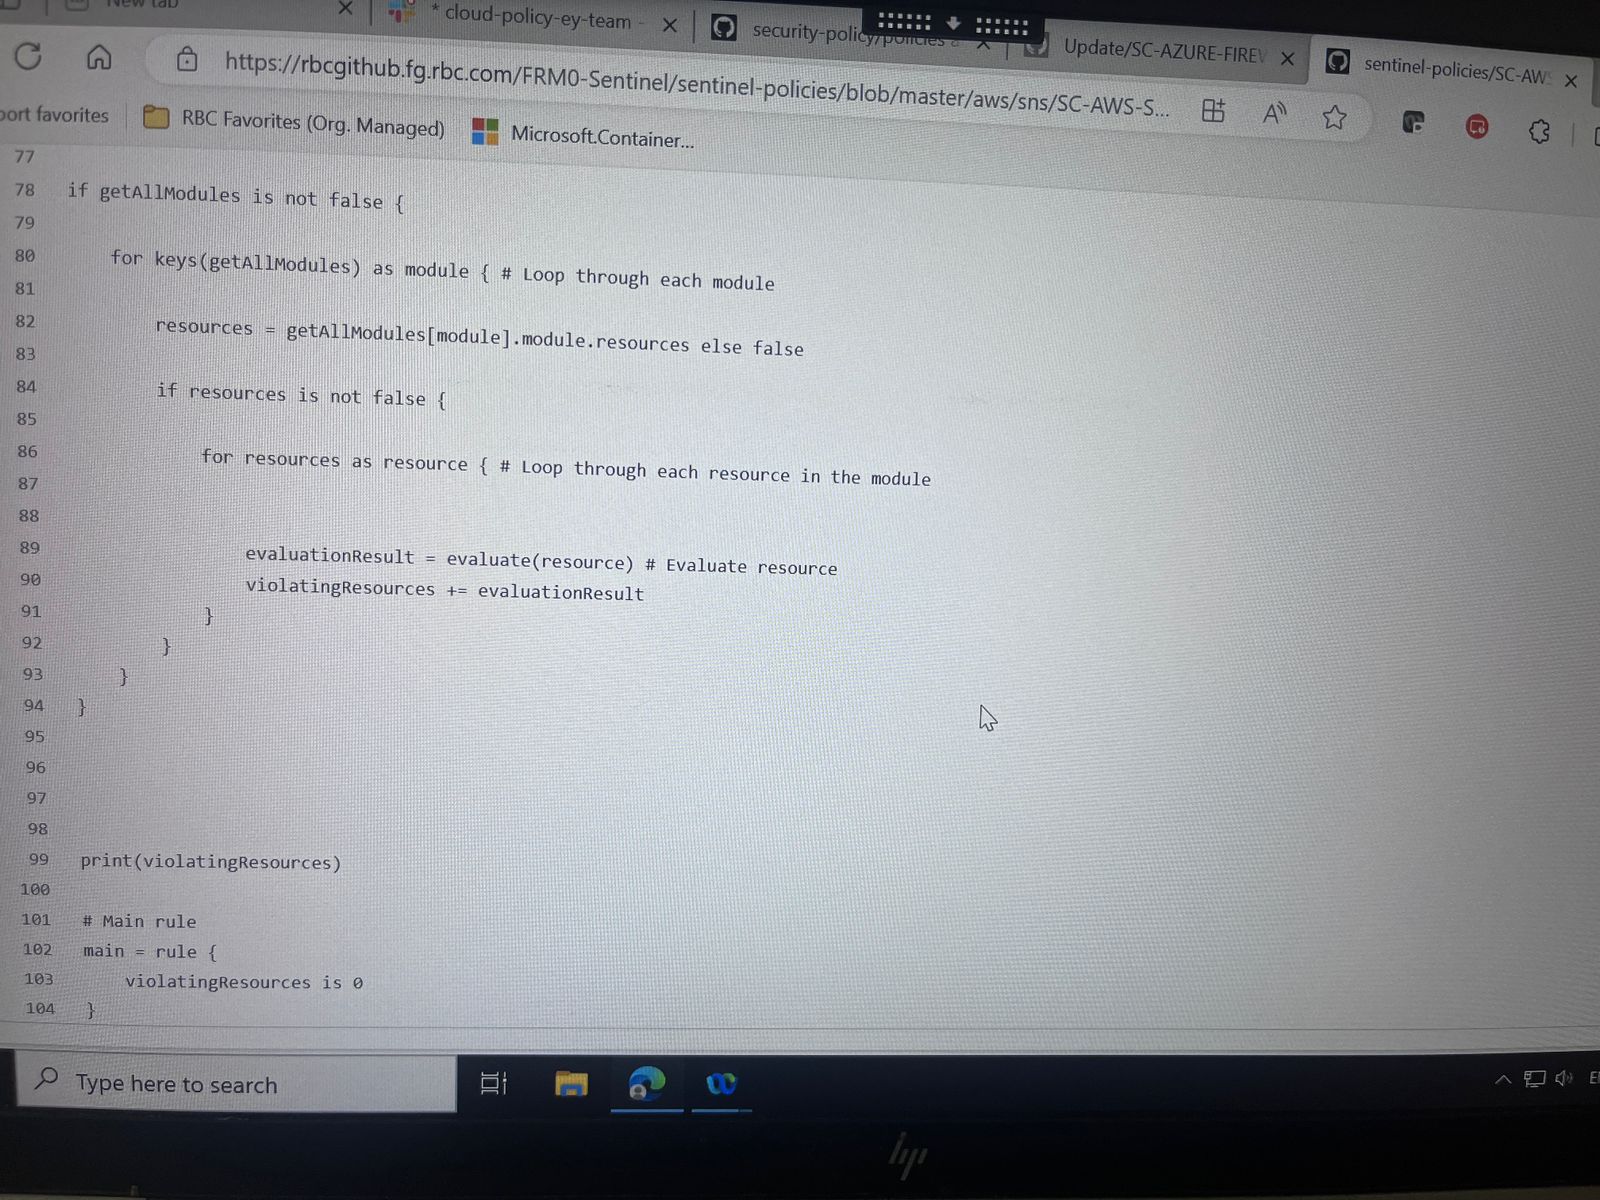 New tab
* cloud-policy-ey-team -
security-policy/policies
Update/SC-AZURE-FIREV
sentinel-policies/SC-AWS
https://rbcgithub.fg.rbc.com/FRM0-Sentinel/sentinel-policies/blob/master/aws/sns/SC-AWS-S...
port favorites
RBC Favorites (Org. Managed)
Microsoft.Container...
77
78 if getAllModules is not false {
79
80 for keys(getAllModules) as module { # Loop through each module
81
82 resources = getAllModules[module].module.resources else false
83
84 if resources is not false {
85
86 for resources as resource { # Loop through each resource in the module
87
88
89 evaluationResult = evaluate(resource) # Evaluate resource
90 violatingResources += evaluationResult
91 }
92 }
93 }
94 }
95
96
97
98
99 print(violatingResources)
100
101 # Main rule
102 main = rule {
103 violatingResources is 0
104 }
Type here to search
hp